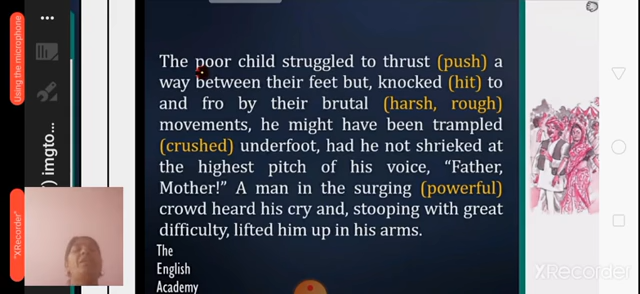 The poor child struggled to thrust (push) a
way between their feet but, knocked (hit) to
and fro by their brutal (harsh, rough)
movements, he might have been trampled
(crushed) underfoot, had he not shrieked at
the highest pitch of his voice, “Father,
Mother!” A man in the surging (powerful)
crowd heard his cry and, stooping with great
difficulty, lifted him up in his arms.
The
English
Academy
Using the microphone
) imgto...
"XRecorder"
XRecorder